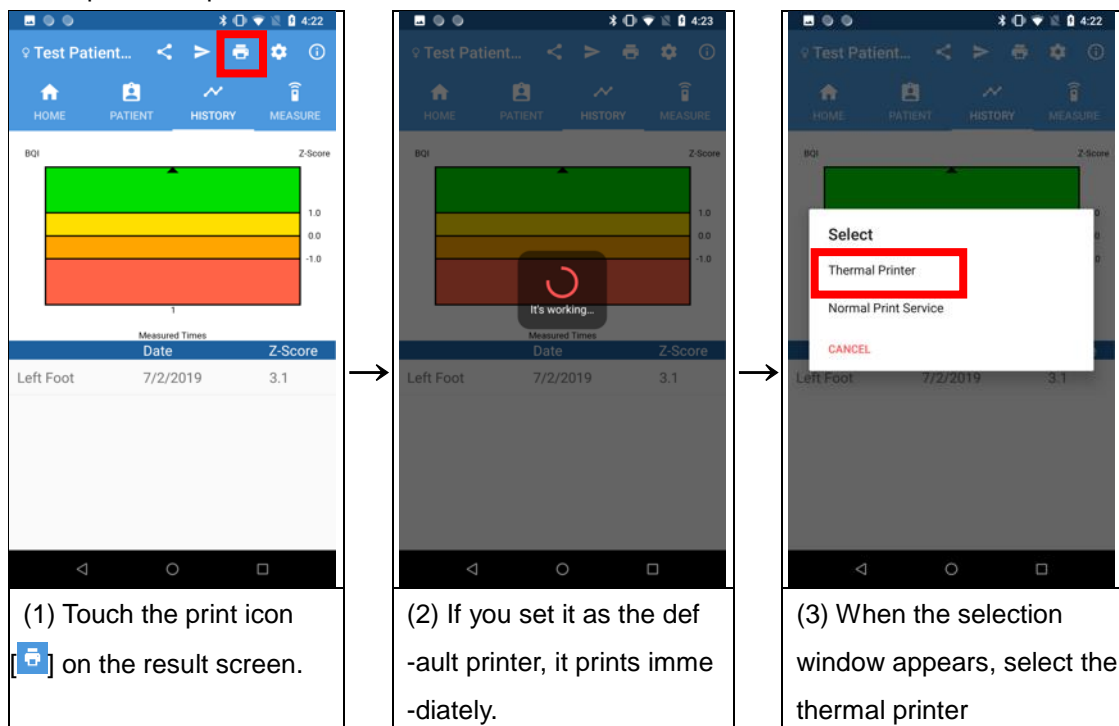 4:22
Test Patient...
HOME PATIENT HISTORY MEASURE
BQI Z-Score
1.0
0.0
-1.0
1
Measured Times
Date Z-Score
Left Foot 7/2/2019 3.1
(1) Touch the print icon
[ ] on the result screen.
4:23
Test Patient...
HOME PATIENT HISTORY MEASURE
BQI Z-Score
1.0
0.0
-1.0
It's working...
Measured Times
Date Z-Score
Left Foot 7/2/2019 3.1
(2) If you set it as the def
-ault printer, it prints imme
-diately.
4:22
Test Patient...
HOME PATIENT HISTORY MEASURE
BQI Z-Score
Select
Thermal Printer
Normal Print Service
CANCEL
Left Foot 7/2/2019 3.1
(3) When the selection
window appears, select the
thermal printer